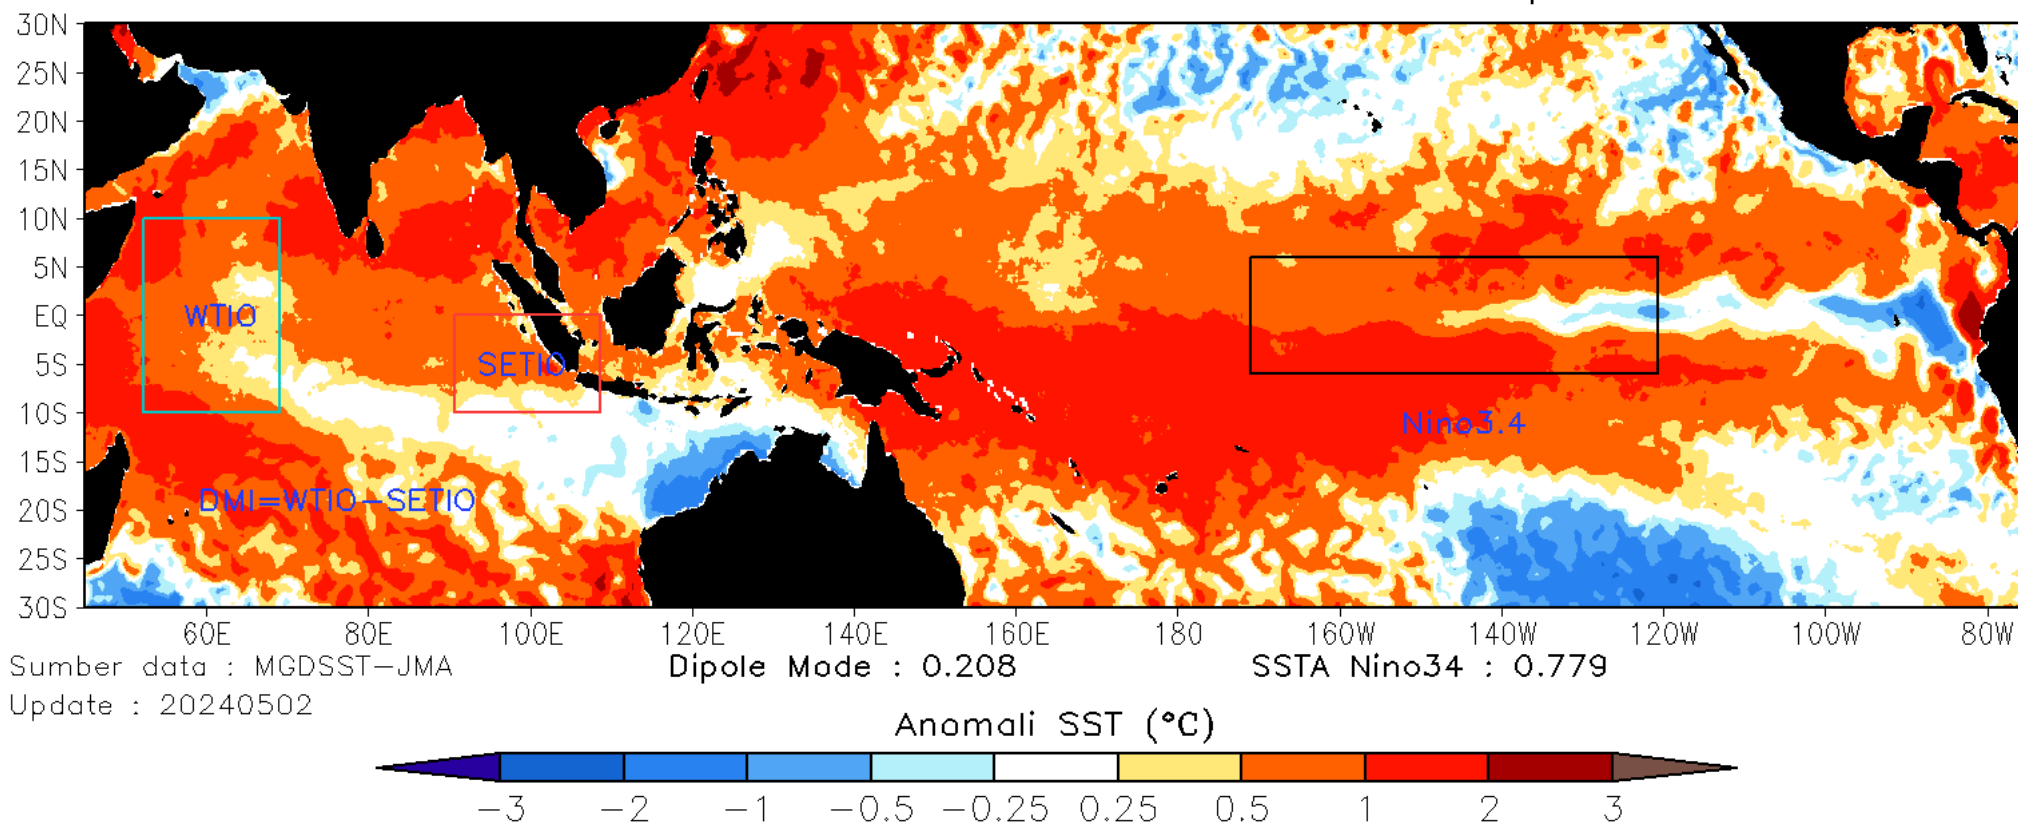 30N
25N
20N
15N
10N
5N
EQ
5S
10S
15S
20S
25S
30S
WTIO
SETIO
Nino3.4
DMI=WTIO-SETIO
60E 80E 100E 120E 140E 160E 180 160W 140W 120W 100W 80W
Sumber data : MGDSST-JMA Dipole Mode : 0.208 SSTA Nino34 : 0.779
Update : 20240502
Anomali SST (°C)
-3 -2 -1 -0.5 -0.25 0.25 0.5 1 2 3